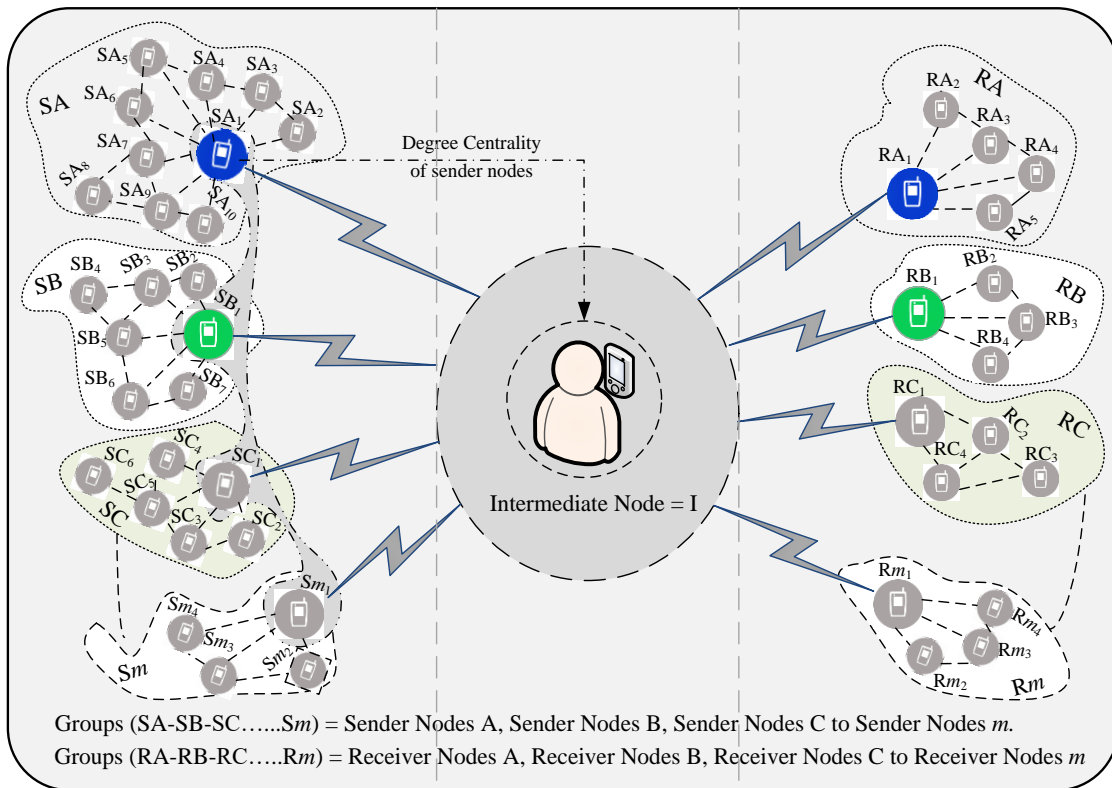 SA5
SA4
SA3
SA6
SA
SA1
SA2
SA7
SA8
SA9
SA10
Degree Centrality
of sender nodes
RA2
RA
RA3
RA1
RA4
RA5
SB4
SB3
SB2
SB
SB1
SB5
SB6
SB7
RB2
RB1
RB
RB3
RB4
SC6
SC4
SC1
SC5
SC
SC3
SC2
RC1
RC2
RC
RC4
RC3
Intermediate Node = I
Sm1
Sm4
Sm3
Sm2
Sm
Rm1
Rm4
Rm3
Rm2
Rm
Groups (SA-SB-SC…...Sm) = Sender Nodes A, Sender Nodes B, Sender Nodes C to Sender Nodes m.
Groups (RA-RB-RC…..Rm) = Receiver Nodes A, Receiver Nodes B, Receiver Nodes C to Receiver Nodes m